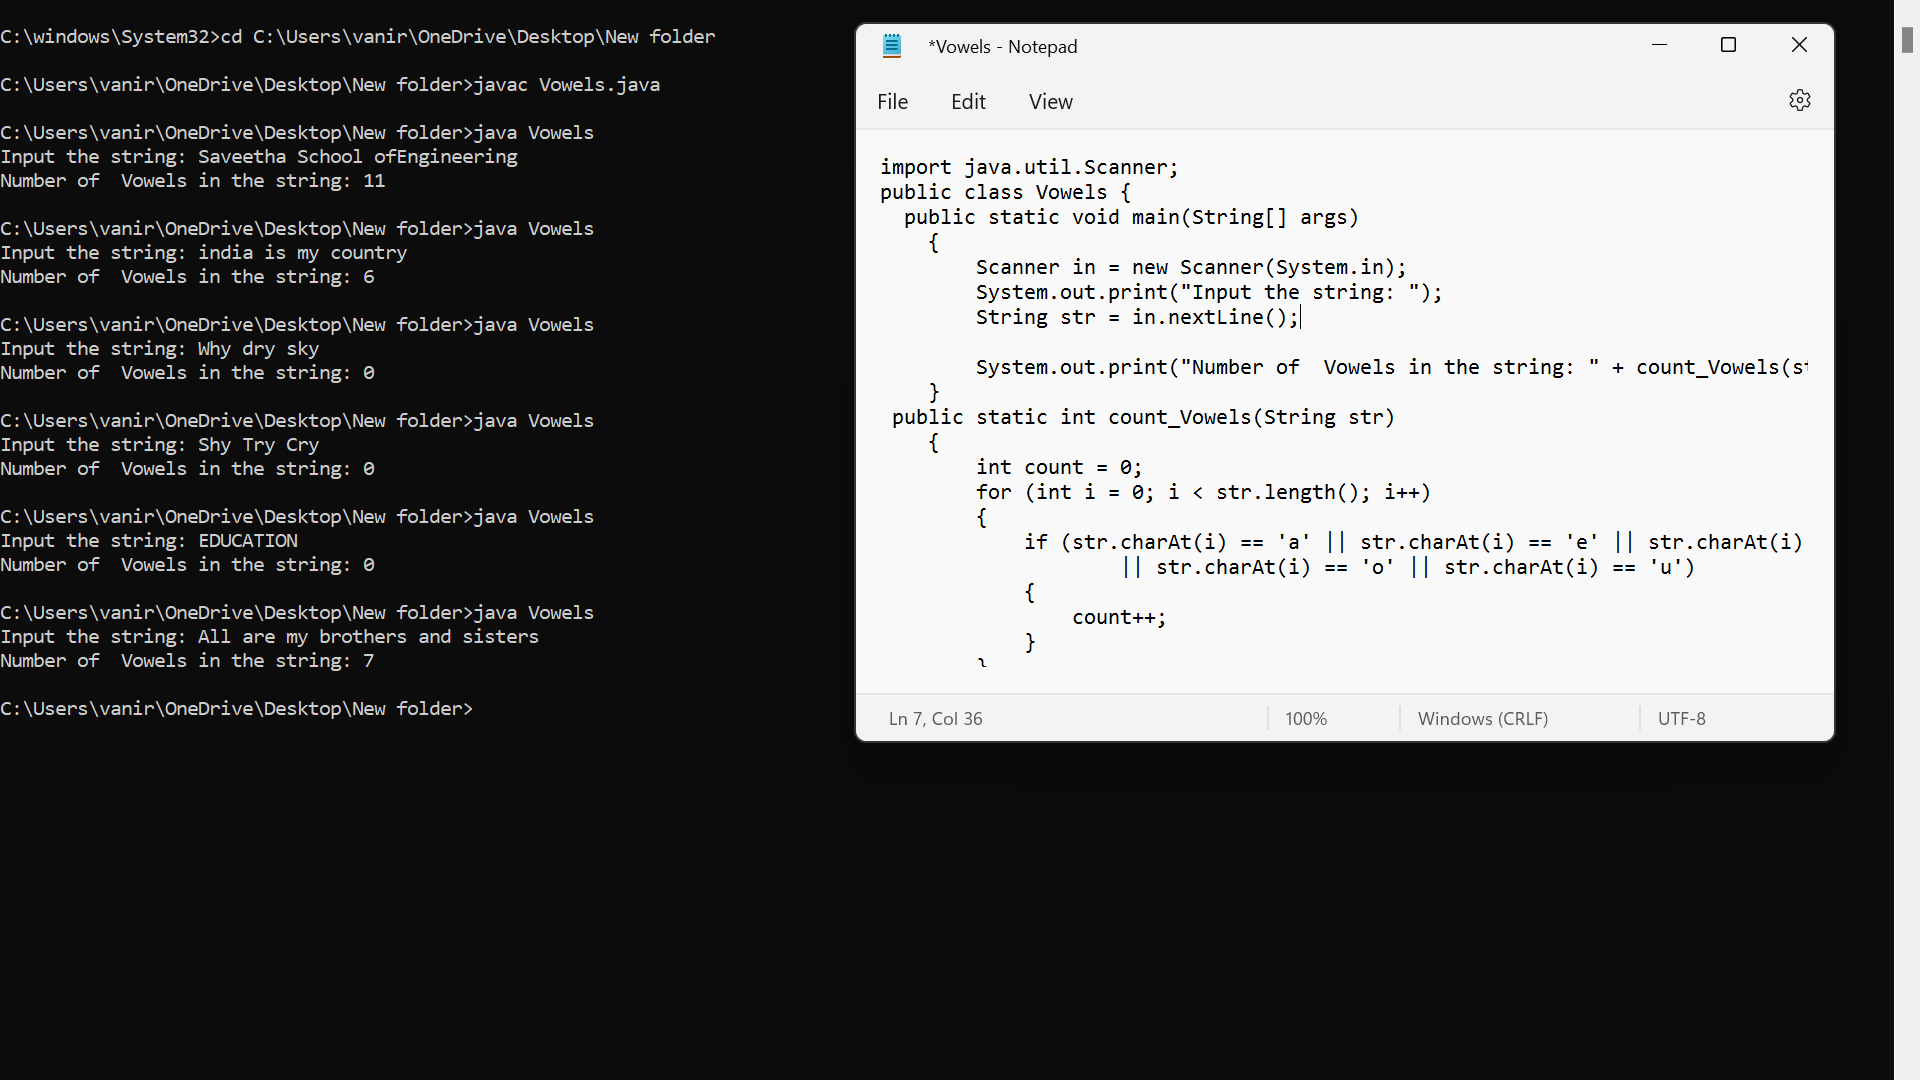 C:\windows\System32>cd C:\Users\vanir\OneDrive\Desktop\New folder
C:\Users\vanir\OneDrive\Desktop\New folder>javac Vowels.java
C:\Users\vanir\OneDrive\Desktop\New folder>java Vowels
Input the string: Saveetha School ofEngineering
Number of  Vowels in the string: 11
C:\Users\vanir\OneDrive\Desktop\New folder>java Vowels
Input the string: india is my country
Number of  Vowels in the string: 6
C:\Users\vanir\OneDrive\Desktop\New folder>java Vowels
Input the string: Why dry sky
Number of  Vowels in the string: 0
C:\Users\vanir\OneDrive\Desktop\New folder>java Vowels
Input the string: Shy Try Cry
Number of  Vowels in the string: 0
C:\Users\vanir\OneDrive\Desktop\New folder>java Vowels
Input the string: EDUCATION
Number of  Vowels in the string: 0
C:\Users\vanir\OneDrive\Desktop\New folder>java Vowels
Input the string: All are my brothers and sisters
Number of  Vowels in the string: 7
C:\Users\vanir\OneDrive\Desktop\New folder>
*Vowels - Notepad
File Edit View
import java.util.Scanner;
public class Vowels {
  public static void main(String[] args)
    {
        Scanner in = new Scanner(System.in);
        System.out.print("Input the string: ");
        String str = in.nextLine();
        System.out.print("Number of  Vowels in the string: " + count_Vowels(st
    }
 public static int count_Vowels(String str)
    {
        int count = 0;
        for (int i = 0; i < str.length(); i++)
        {
            if (str.charAt(i) == 'a' || str.charAt(i) == 'e' || str.charAt(i)
                    || str.charAt(i) == 'o' || str.charAt(i) == 'u')
            {
                count++;
            }
        }
Ln 7, Col 36 100% Windows (CRLF) UTF-8